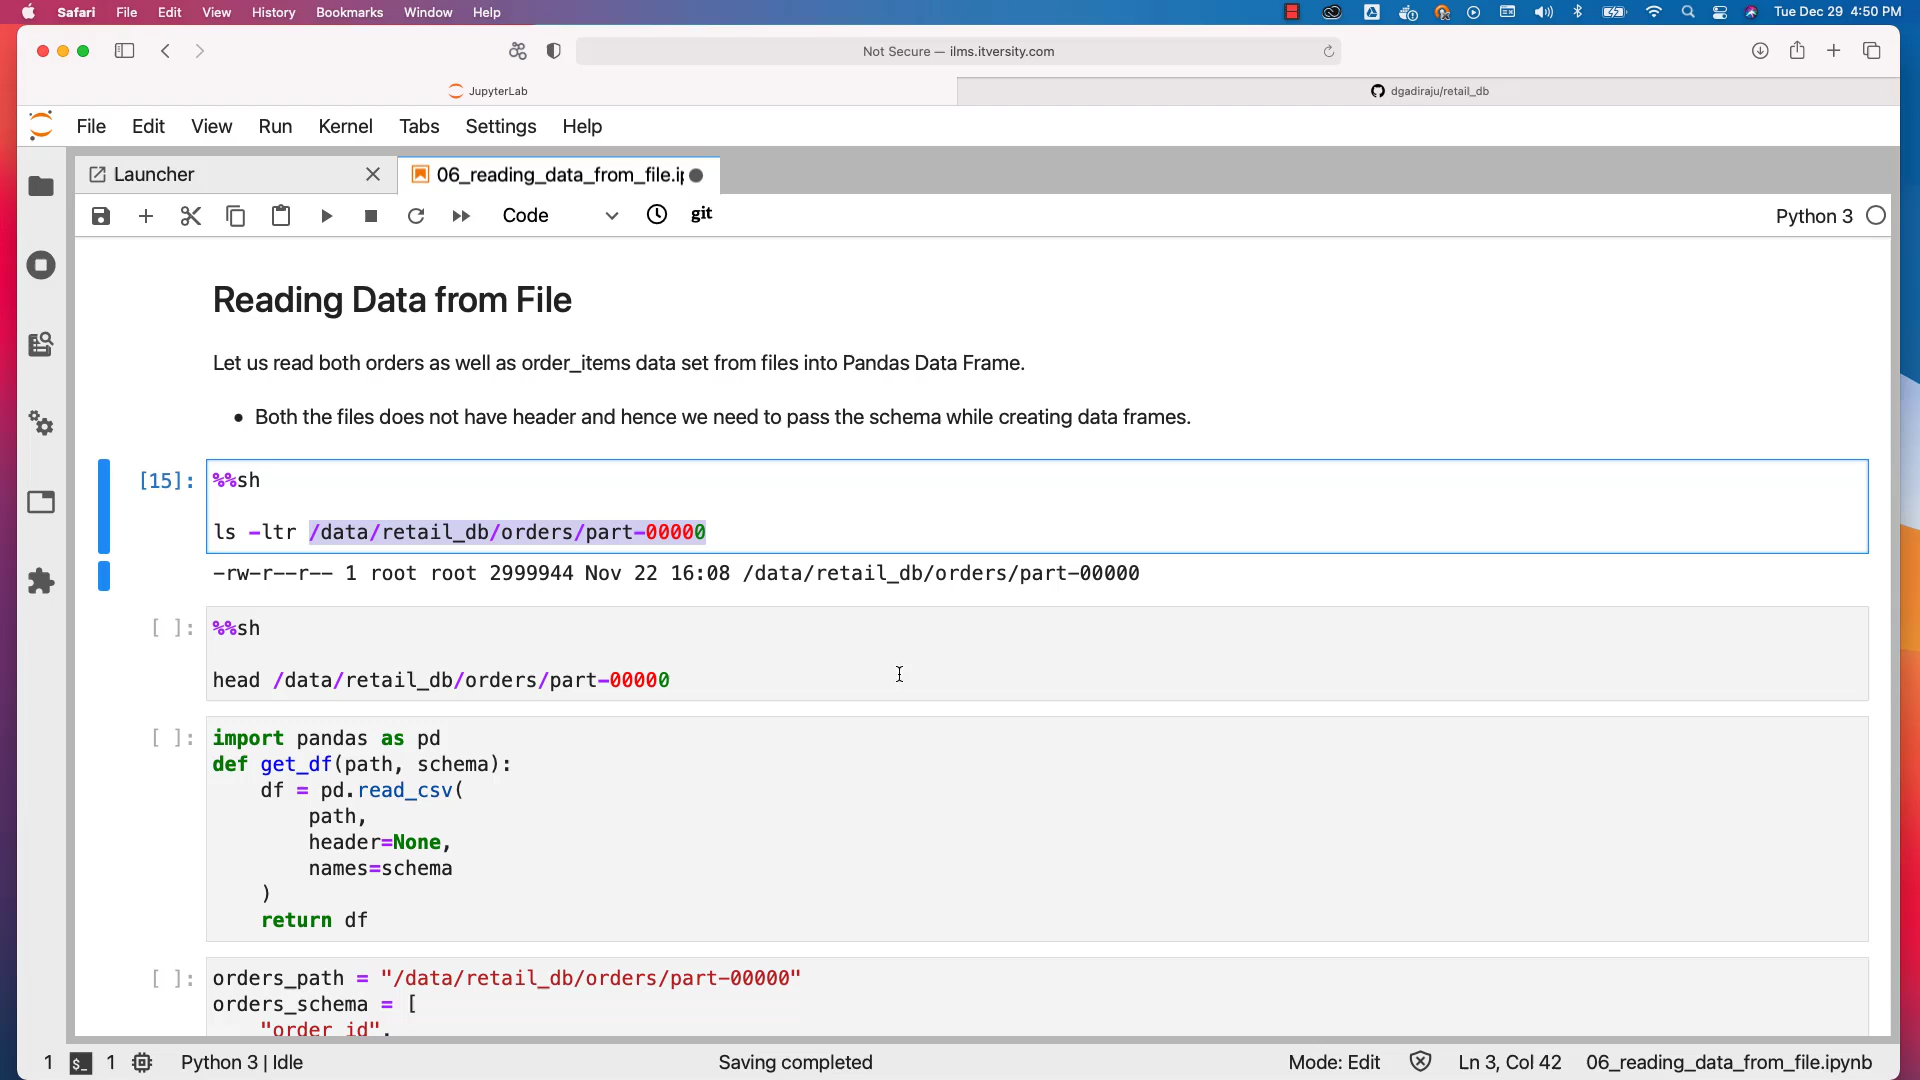 Safari File Edit View History Bookmarks Window Help Tue Dec 29 4:50 PM
Not Secure — ilms.itversity.com
JupyterLab dgadiraju/retail_db
File Edit View Run Kernel Tabs Settings Help
Launcher 06_reading_data_from_file.ip
Code git Python 3
Reading Data from File
Let us read both orders as well as order_items data set from files into Pandas Data Frame.
• Both the files does not have header and hence we need to pass the schema while creating data frames.
[15]: %%sh
ls -ltr /data/retail_db/orders/part-00000
-rw-r--r-- 1 root root 2999944 Nov 22 16:08 /data/retail_db/orders/part-00000
[ ]: %%sh
head /data/retail_db/orders/part-00000
[ ]: import pandas as pd
def get_df(path, schema):
    df = pd.read_csv(
        path,
        header=None,
        names=schema
    )
    return df
[ ]: orders_path = "/data/retail_db/orders/part-00000"
orders_schema = [
    "order_id",
1 $_ 1 Python 3 | Idle Saving completed Mode: Edit Ln 3, Col 42 06_reading_data_from_file.ipynb